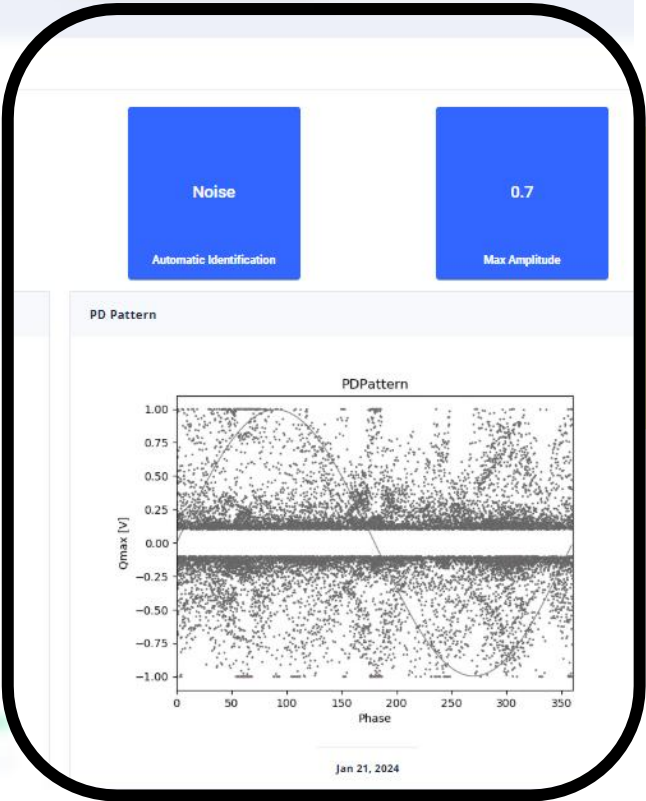 Noise
Automatic Identification
0.7
Max Amplitude
PD Pattern
PDPattern
1.00
0.75
0.50
0.25
0.00
−0.25
−0.50
−0.75
−1.00
Qmax [V]
0 50 100 150 200 250 300 350
Phase
Jan 21, 2024